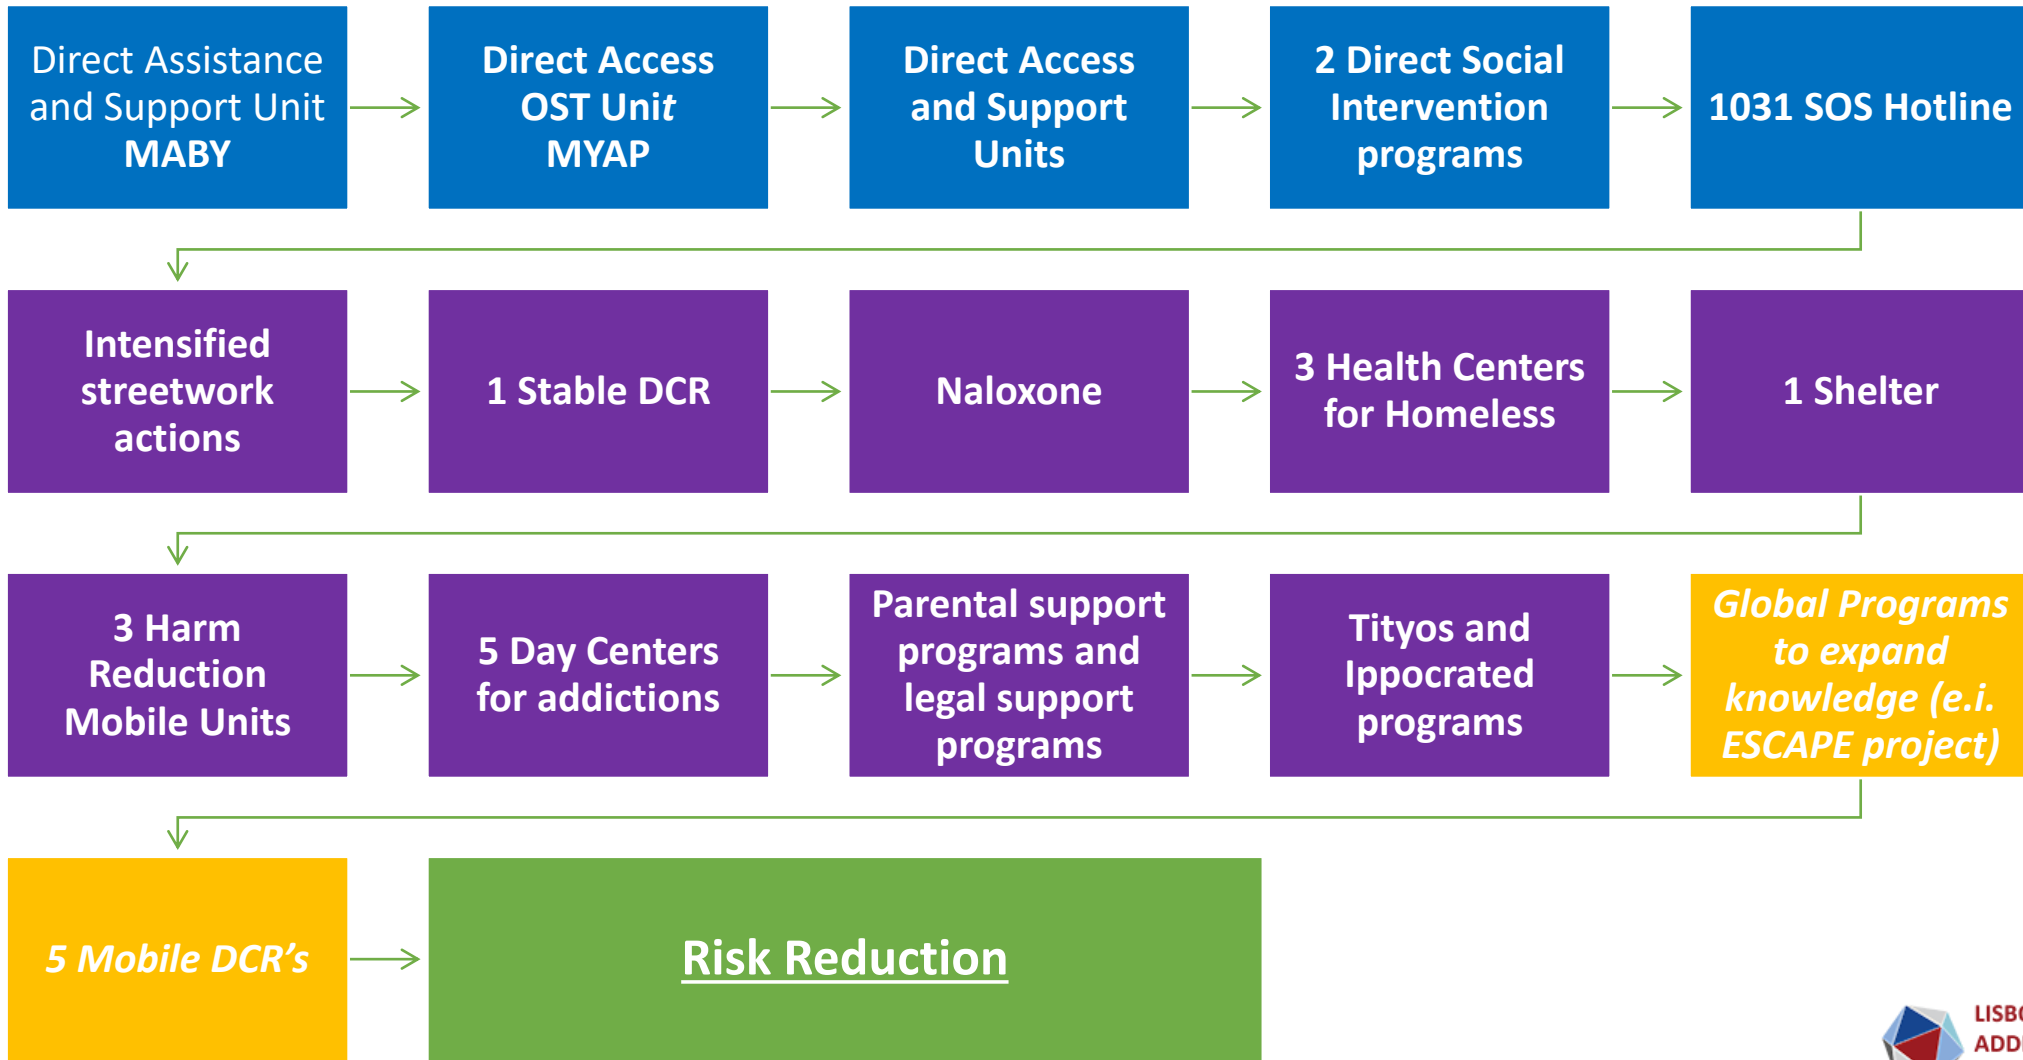 Direct Assistance
and Support Unit
MABY
Direct Access
OST Unit
MYAP
Direct Access
and Support
Units
2 Direct Social
Intervention
programs
1031 SOS Hotline
Intensified
streetwork
actions
1 Stable DCR
Naloxone
3 Health Centers
for Homeless
1 Shelter
3 Harm
Reduction
Mobile Units
5 Day Centers
for addictions
Parental support
programs and
legal support
programs
Tityos and
Ippocrated
programs
Global Programs
to expand
knowledge (e.i.
ESCAPE project)
5 Mobile DCR’s
Risk Reduction